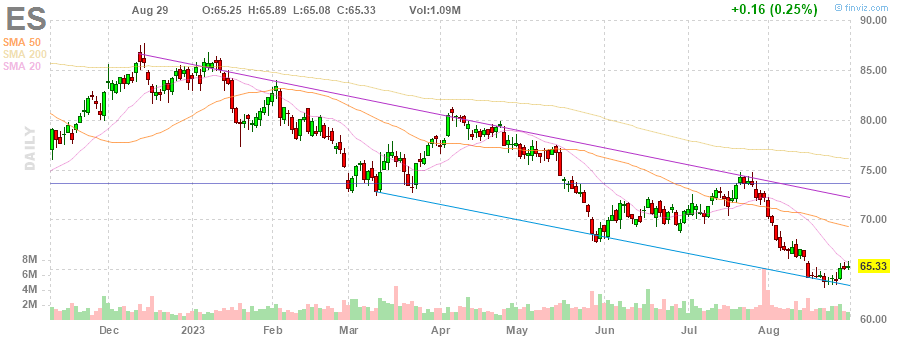 ES
Aug 29 O:65.25 H:65.89 L:65.08 C:65.33 Vol:1.09M +0.16 (0.25%)
© finviz.com
SMA 50
SMA 200
SMA 20
DAILY
90.00
85.00
80.00
75.00
70.00
65.33
60.00
8M
6M
4M
2M
Dec 2023 Feb Mar Apr May Jun Jul Aug